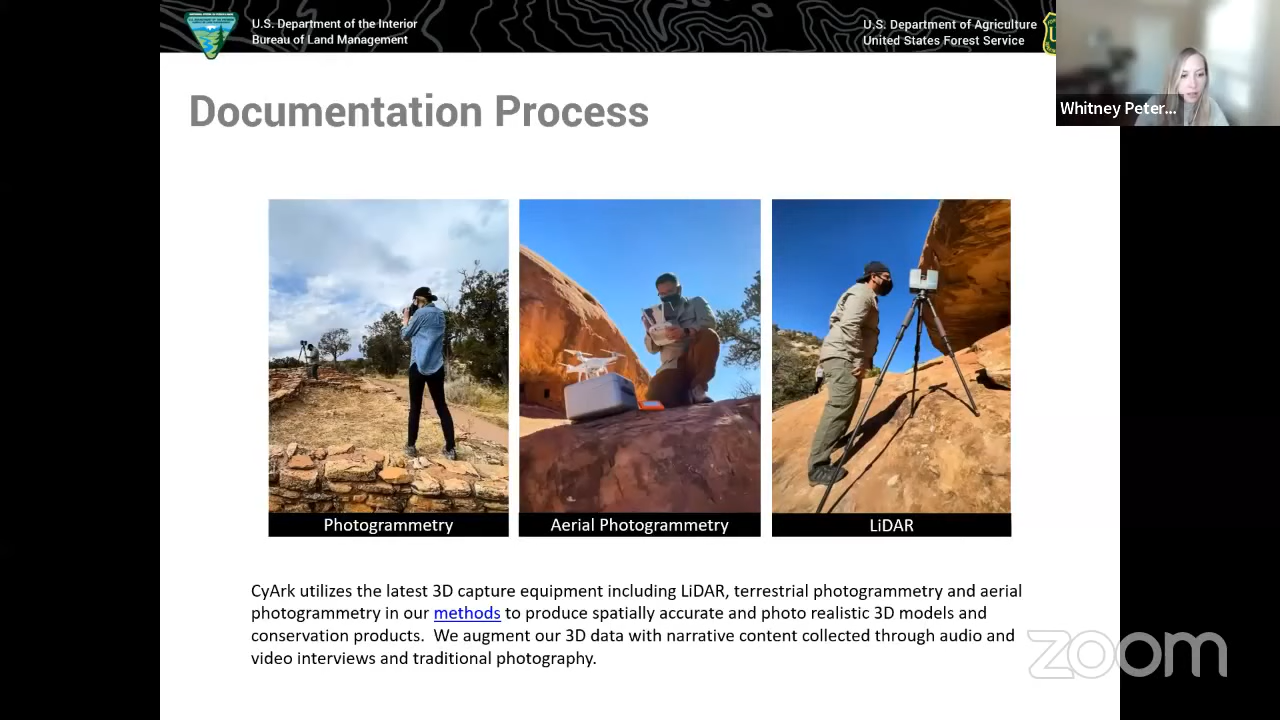 U.S. Department of the Interior
Bureau of Land Management
U.S. Department of Agriculture
United States Forest Service
Whitney Peter...
Documentation Process
Photogrammetry
Aerial Photogrammetry
LiDAR
CyArk utilizes the latest 3D capture equipment including LiDAR, terrestrial photogrammetry and aerial
photogrammetry in our methods to produce spatially accurate and photo realistic 3D models and
conservation products.  We augment our 3D data with narrative content collected through audio and
video interviews and traditional photography.
zoom